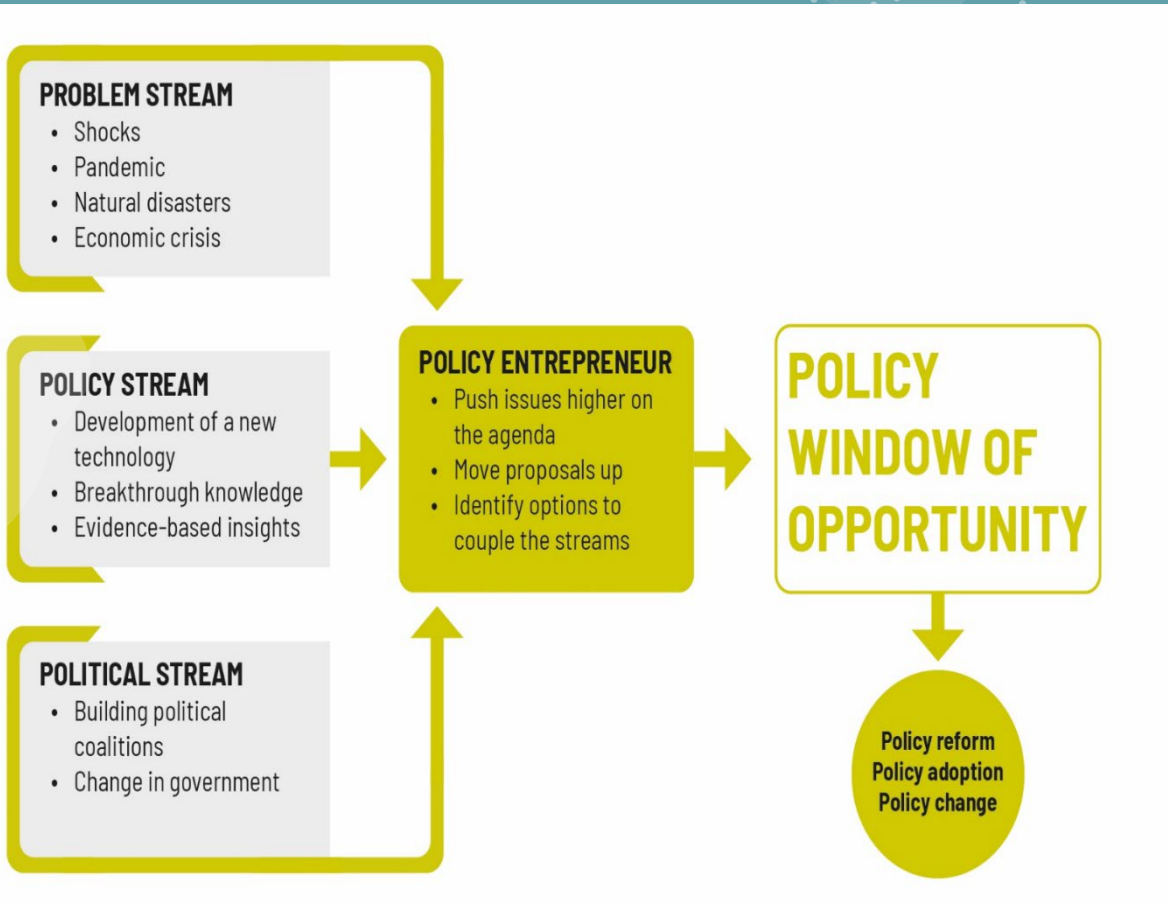 PROBLEM STREAM
• Shocks
• Pandemic
• Natural disasters
• Economic crisis
POLICY STREAM
• Development of a new
technology
• Breakthrough knowledge
• Evidence-based insights
POLITICAL STREAM
• Building political
coalitions
• Change in government
POLICY ENTREPRENEUR
• Push issues higher on
the agenda
• Move proposals up
• Identify options to
couple the streams
POLICY
WINDOW OF
OPPORTUNITY
Policy reform
Policy adoption
Policy change